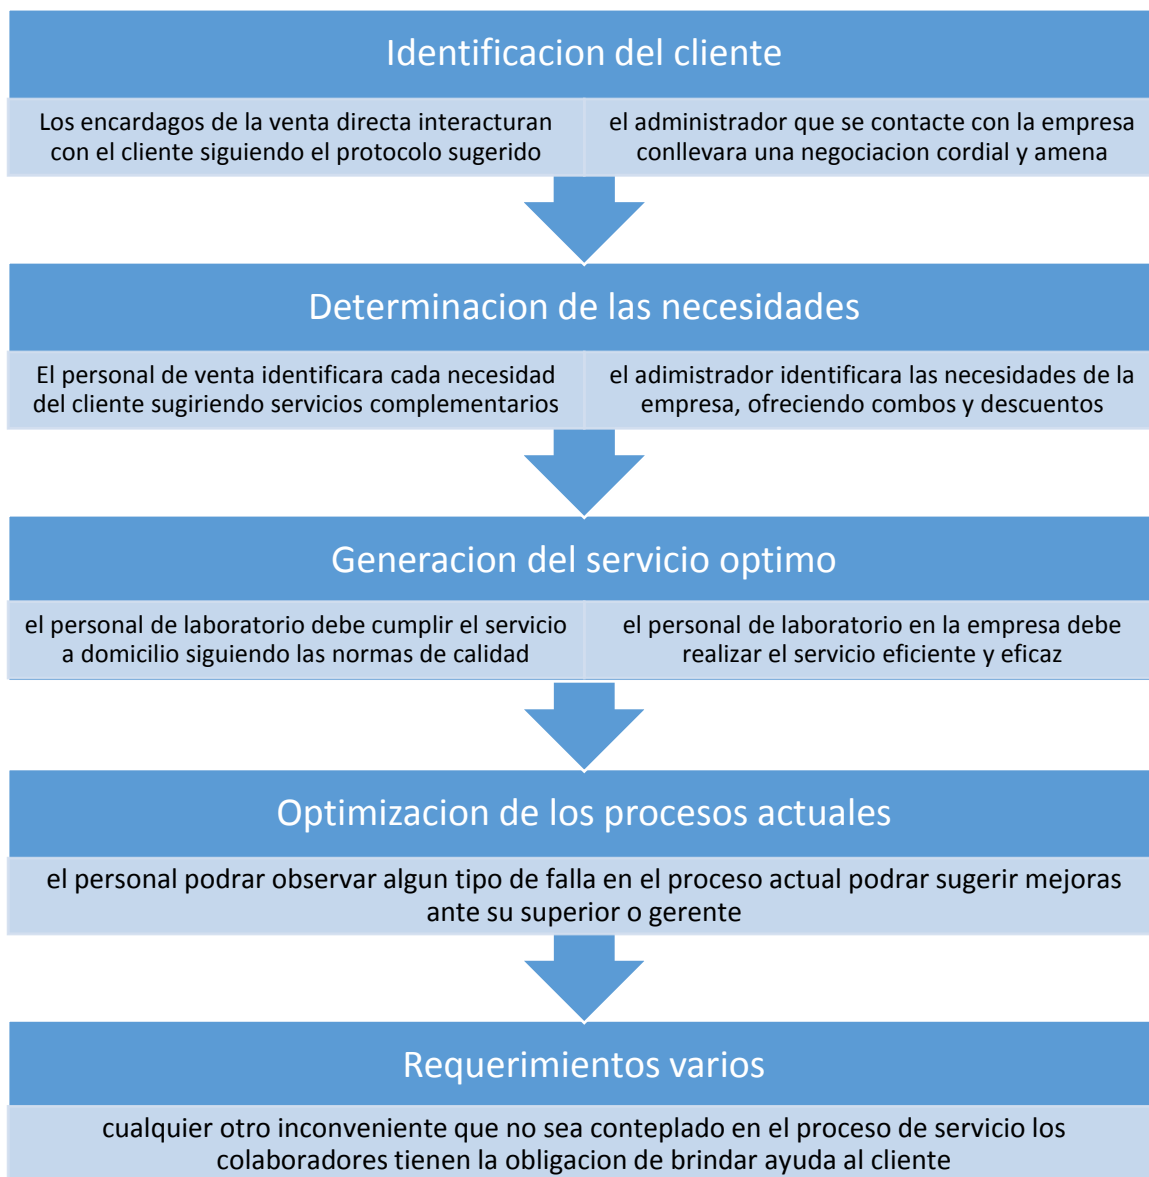 Identificacion del cliente
Los encardagos de la venta directa interacturan
con el cliente siguiendo el protocolo sugerido
el administrador que se contacte con la empresa
conllevara una negociacion cordial y amena
Determinacion de las necesidades
El personal de venta identificara cada necesidad
del cliente sugiriendo servicios complementarios
el adimistrador identificara las necesidades de la
empresa, ofreciendo combos y descuentos
Generacion del servicio optimo
el personal de laboratorio debe cumplir el servicio
a domicilio siguiendo las normas de calidad
el personal de laboratorio en la empresa debe
realizar el servicio eficiente y eficaz
Optimizacion de los procesos actuales
el personal podrar observar algun tipo de falla en el proceso actual podrar sugerir mejoras
ante su superior o gerente
Requerimientos varios
cualquier otro inconveniente que no sea conteplado en el proceso de servicio los
colaboradores tienen la obligacion de brindar ayuda al cliente